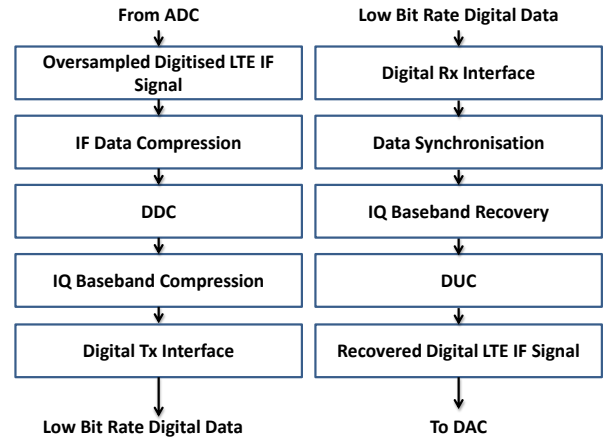 From ADC
Oversampled Digitised LTE IF
Signal
IF Data Compression
DDC
IQ Baseband Compression
Digital Tx Interface
Low Bit Rate Digital Data
Low Bit Rate Digital Data
Digital Rx Interface
Data Synchronisation
IQ Baseband Recovery
DUC
Recovered Digital LTE IF Signal
To DAC